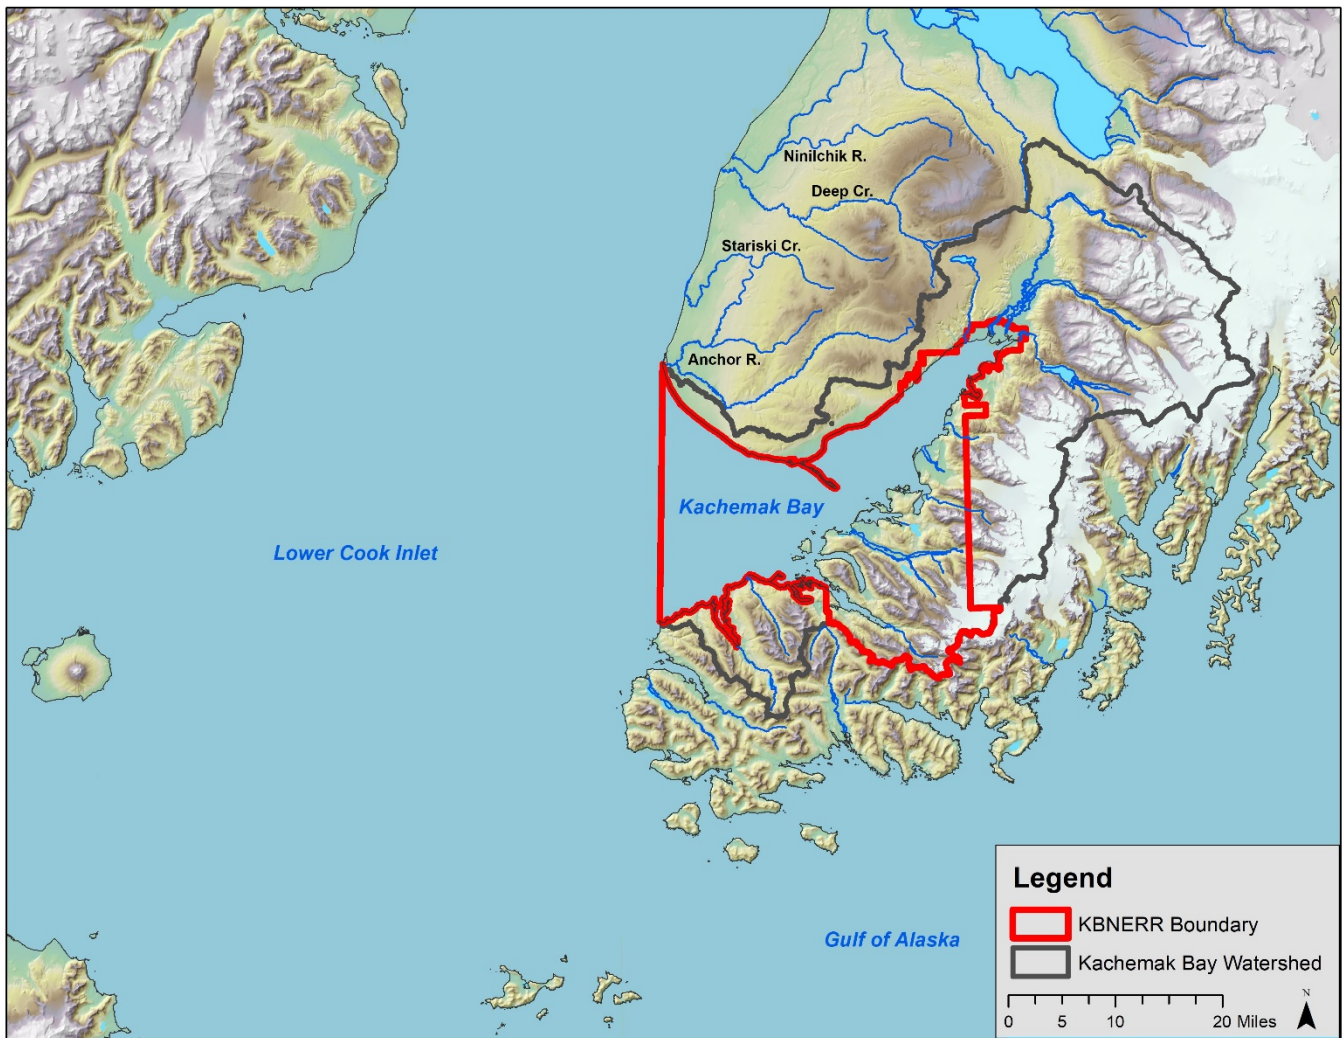 Ninilchik R.
Deep Cr.
Stariski Cr.
Anchor R.
Kachemak Bay
Lower Cook Inlet
Gulf of Alaska
Legend
KBNERR Boundary
Kachemak Bay Watershed
N
0 5 10 20 Miles